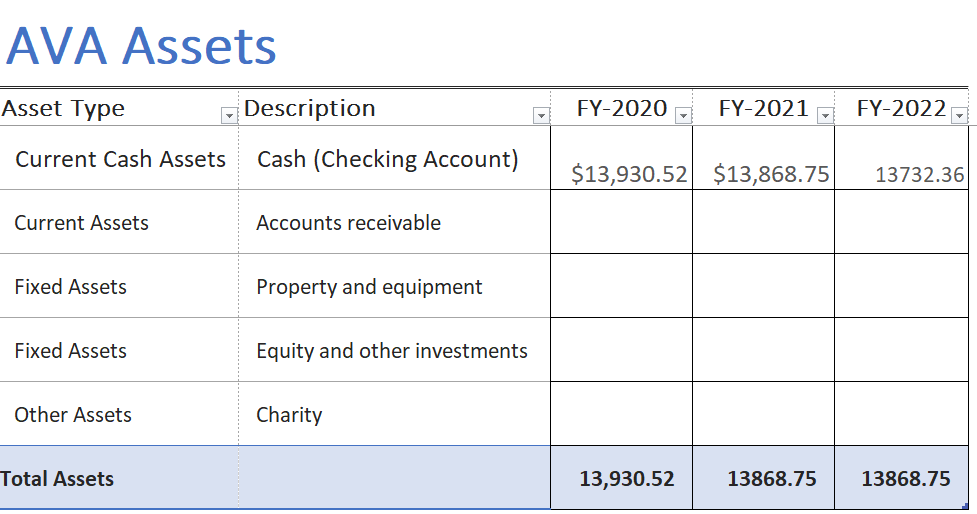 AVA Assets
Asset Type Description FY-2020 FY-2021 FY-2022
Current Cash Assets Cash (Checking Account) $13,930.52 $13,868.75 13732.36
Current Assets Accounts receivable
Fixed Assets Property and equipment
Fixed Assets Equity and other investments
Other Assets Charity
Total Assets 13,930.52 13868.75 13868.75